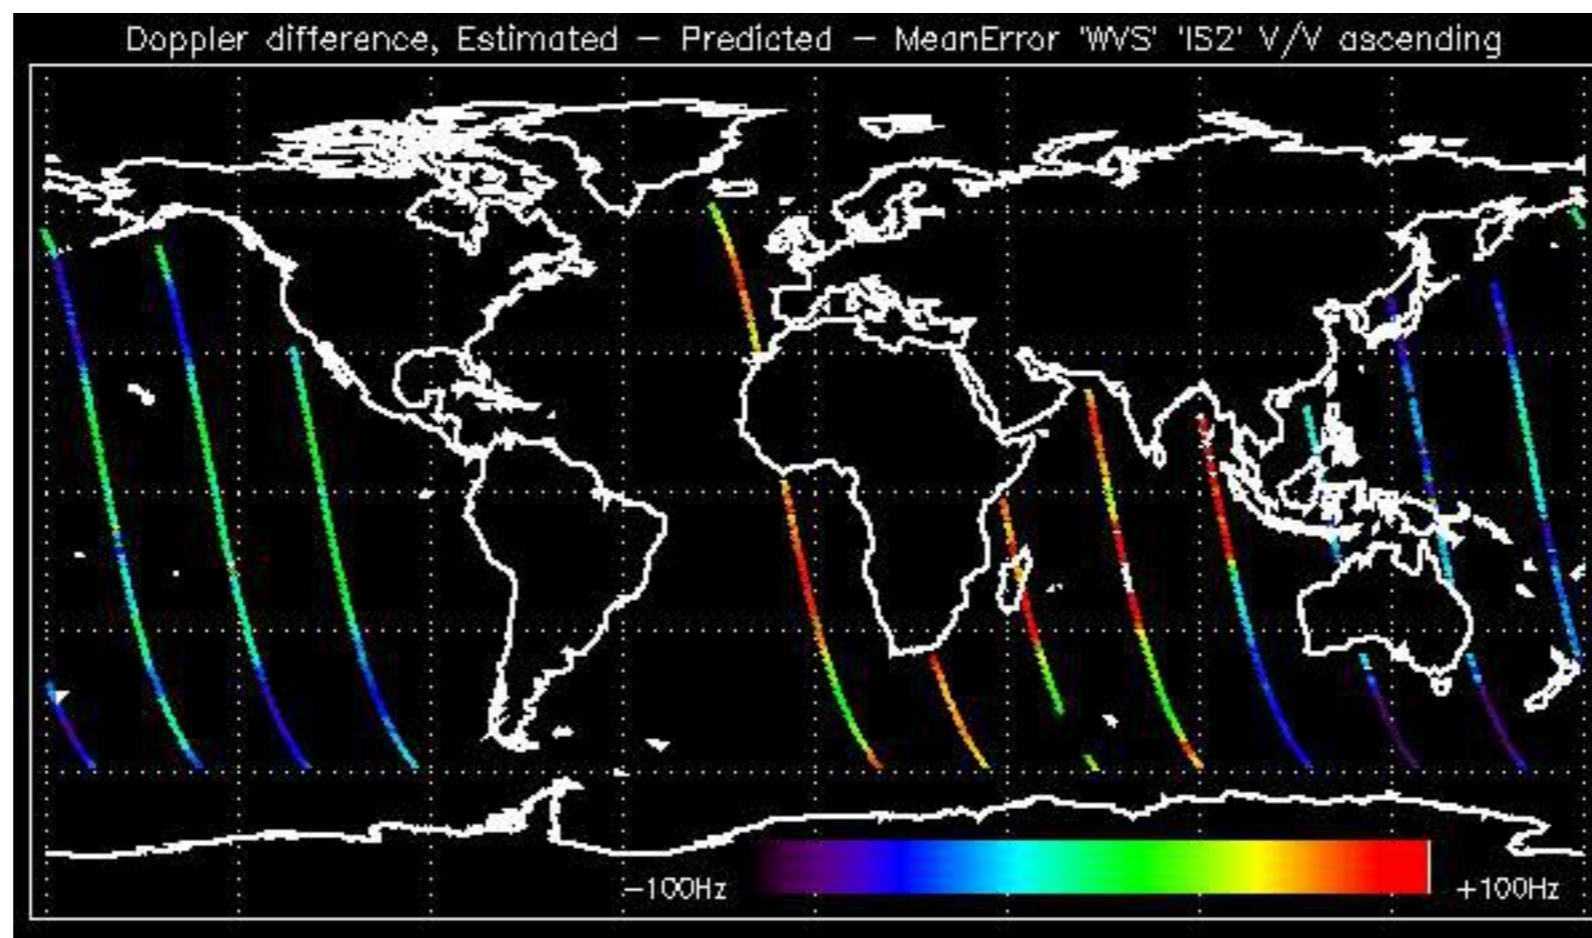 Doppler difference, Estimated - Predicted - MeanError 'WVS' 'IS2' V/V ascending
-100Hz
+100Hz